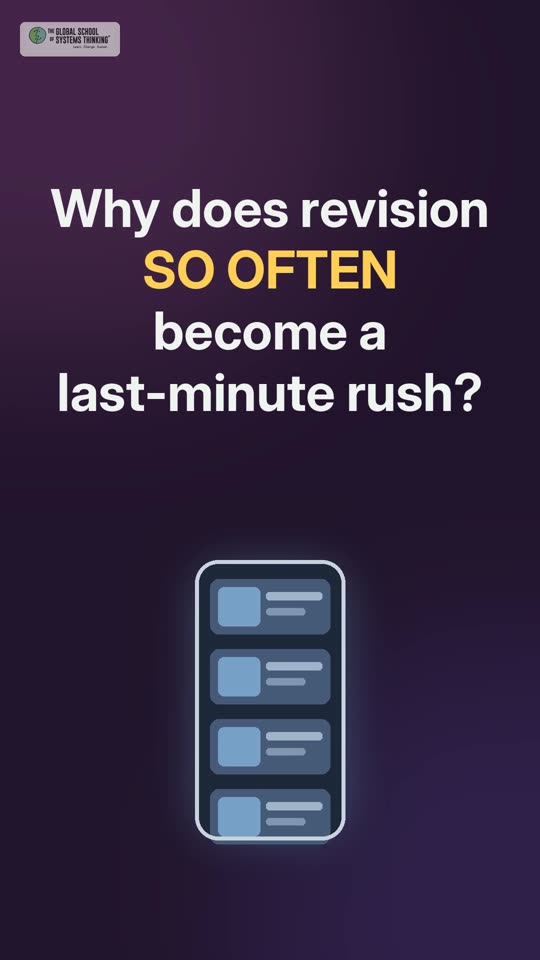 THE GLOBAL SCHOOL
OF SYSTEMS THINKING
Why does revision
SO OFTEN
become a
last-minute rush?